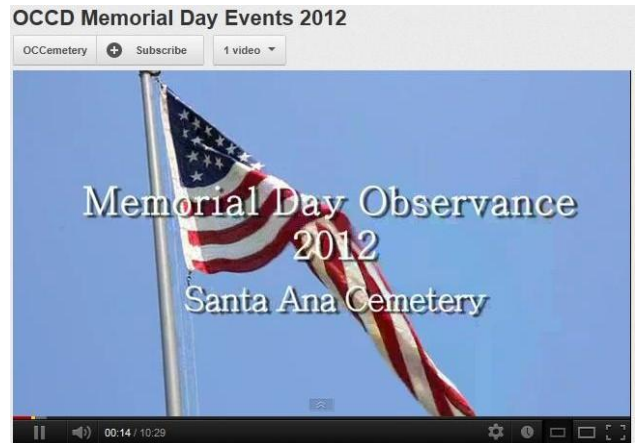 OCCD Memorial Day Events 2012
OCCemetery + Subscribe 1 video
Memorial Day Observance
2012
Santa Ana Cemetery
00:14 / 10:29